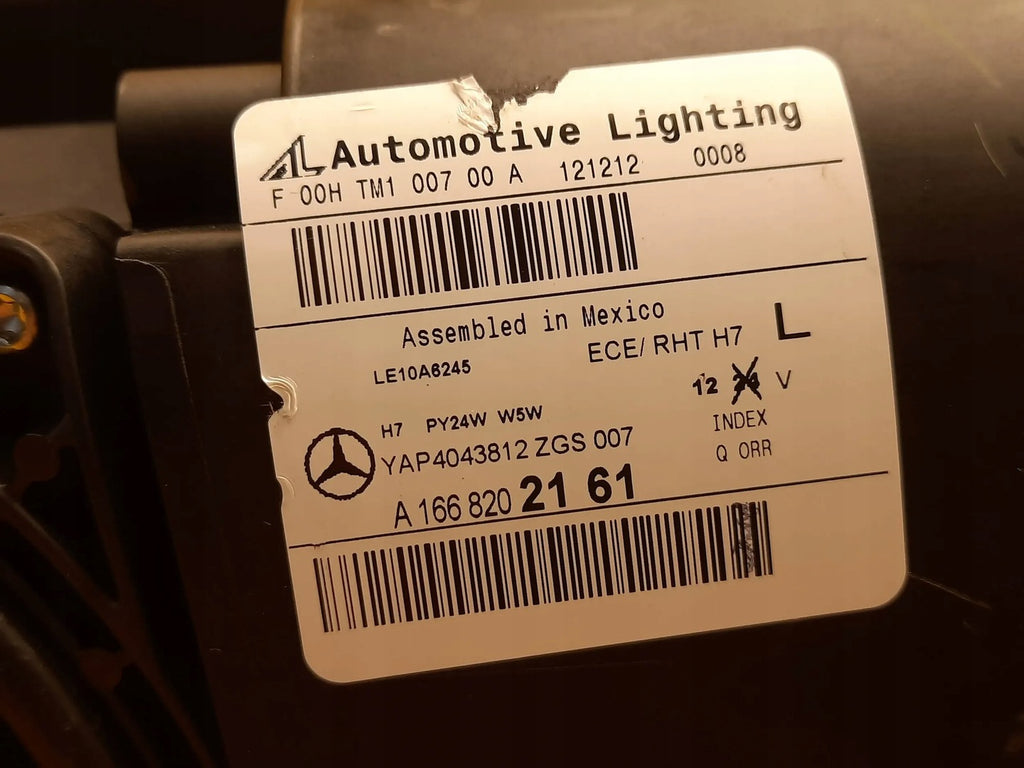 AL Automotive Lighting
F 00H TM1 007 00 A 121212 0008
Assembled in Mexico
LE10A6245 ECE/ RHT H7 L
12 24 V
H7 PY24W W5W INDEX
YAP4043812 ZGS 007 Q ORR
A 166 820 21 61